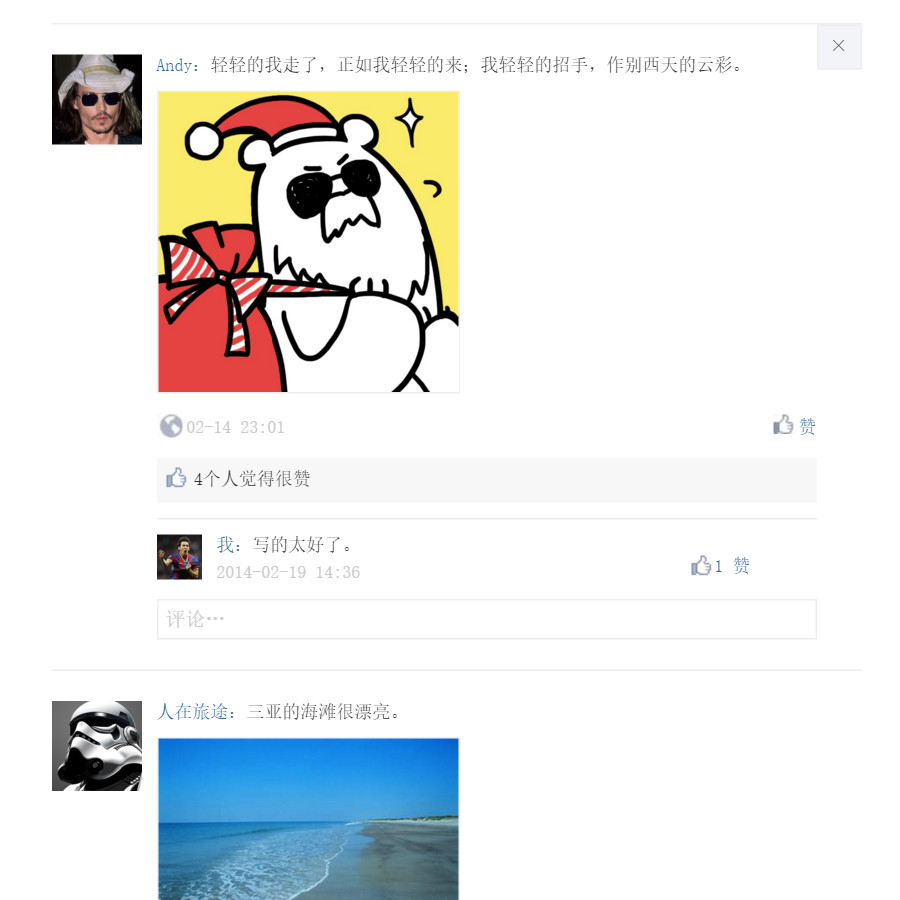 Andy：轻轻的我走了，正如我轻轻的来；我轻轻的招手，作别西天的云彩。
02-14 23:01
赞
4个人觉得很赞
我：写的太好了。
2014-02-19 14:36
1 赞
评论…
人在旅途：三亚的海滩很漂亮。